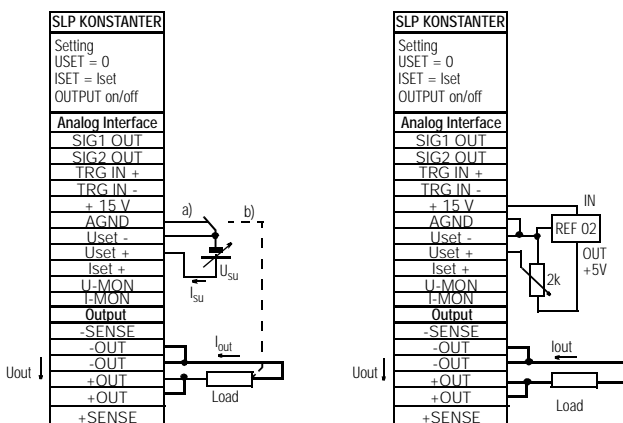 SLP KONSTANTER
Setting
USET = 0
ISET = Iset
OUTPUT on/off
Analog Interface
SIG1 OUT
SIG2 OUT
TRG IN +
TRG IN -
+ 15 V
AGND
Uset -
Uset +
Iset +
U-MON
I-MON
Output
-SENSE
-OUT
-OUT
+OUT
+OUT
+SENSE
a)
b)
Usu
Isu
Iout
Load
Uout
SLP KONSTANTER
Setting
USET = 0
ISET = Iset
OUTPUT on/off
Analog Interface
SIG1 OUT
SIG2 OUT
TRG IN +
TRG IN -
+ 15 V
AGND
Uset -
Uset +
Iset +
U-MON
I-MON
Output
-SENSE
-OUT
-OUT
+OUT
+OUT
+SENSE
IN
REF 02
OUT
+5V
2k
Iout
Load
Uout